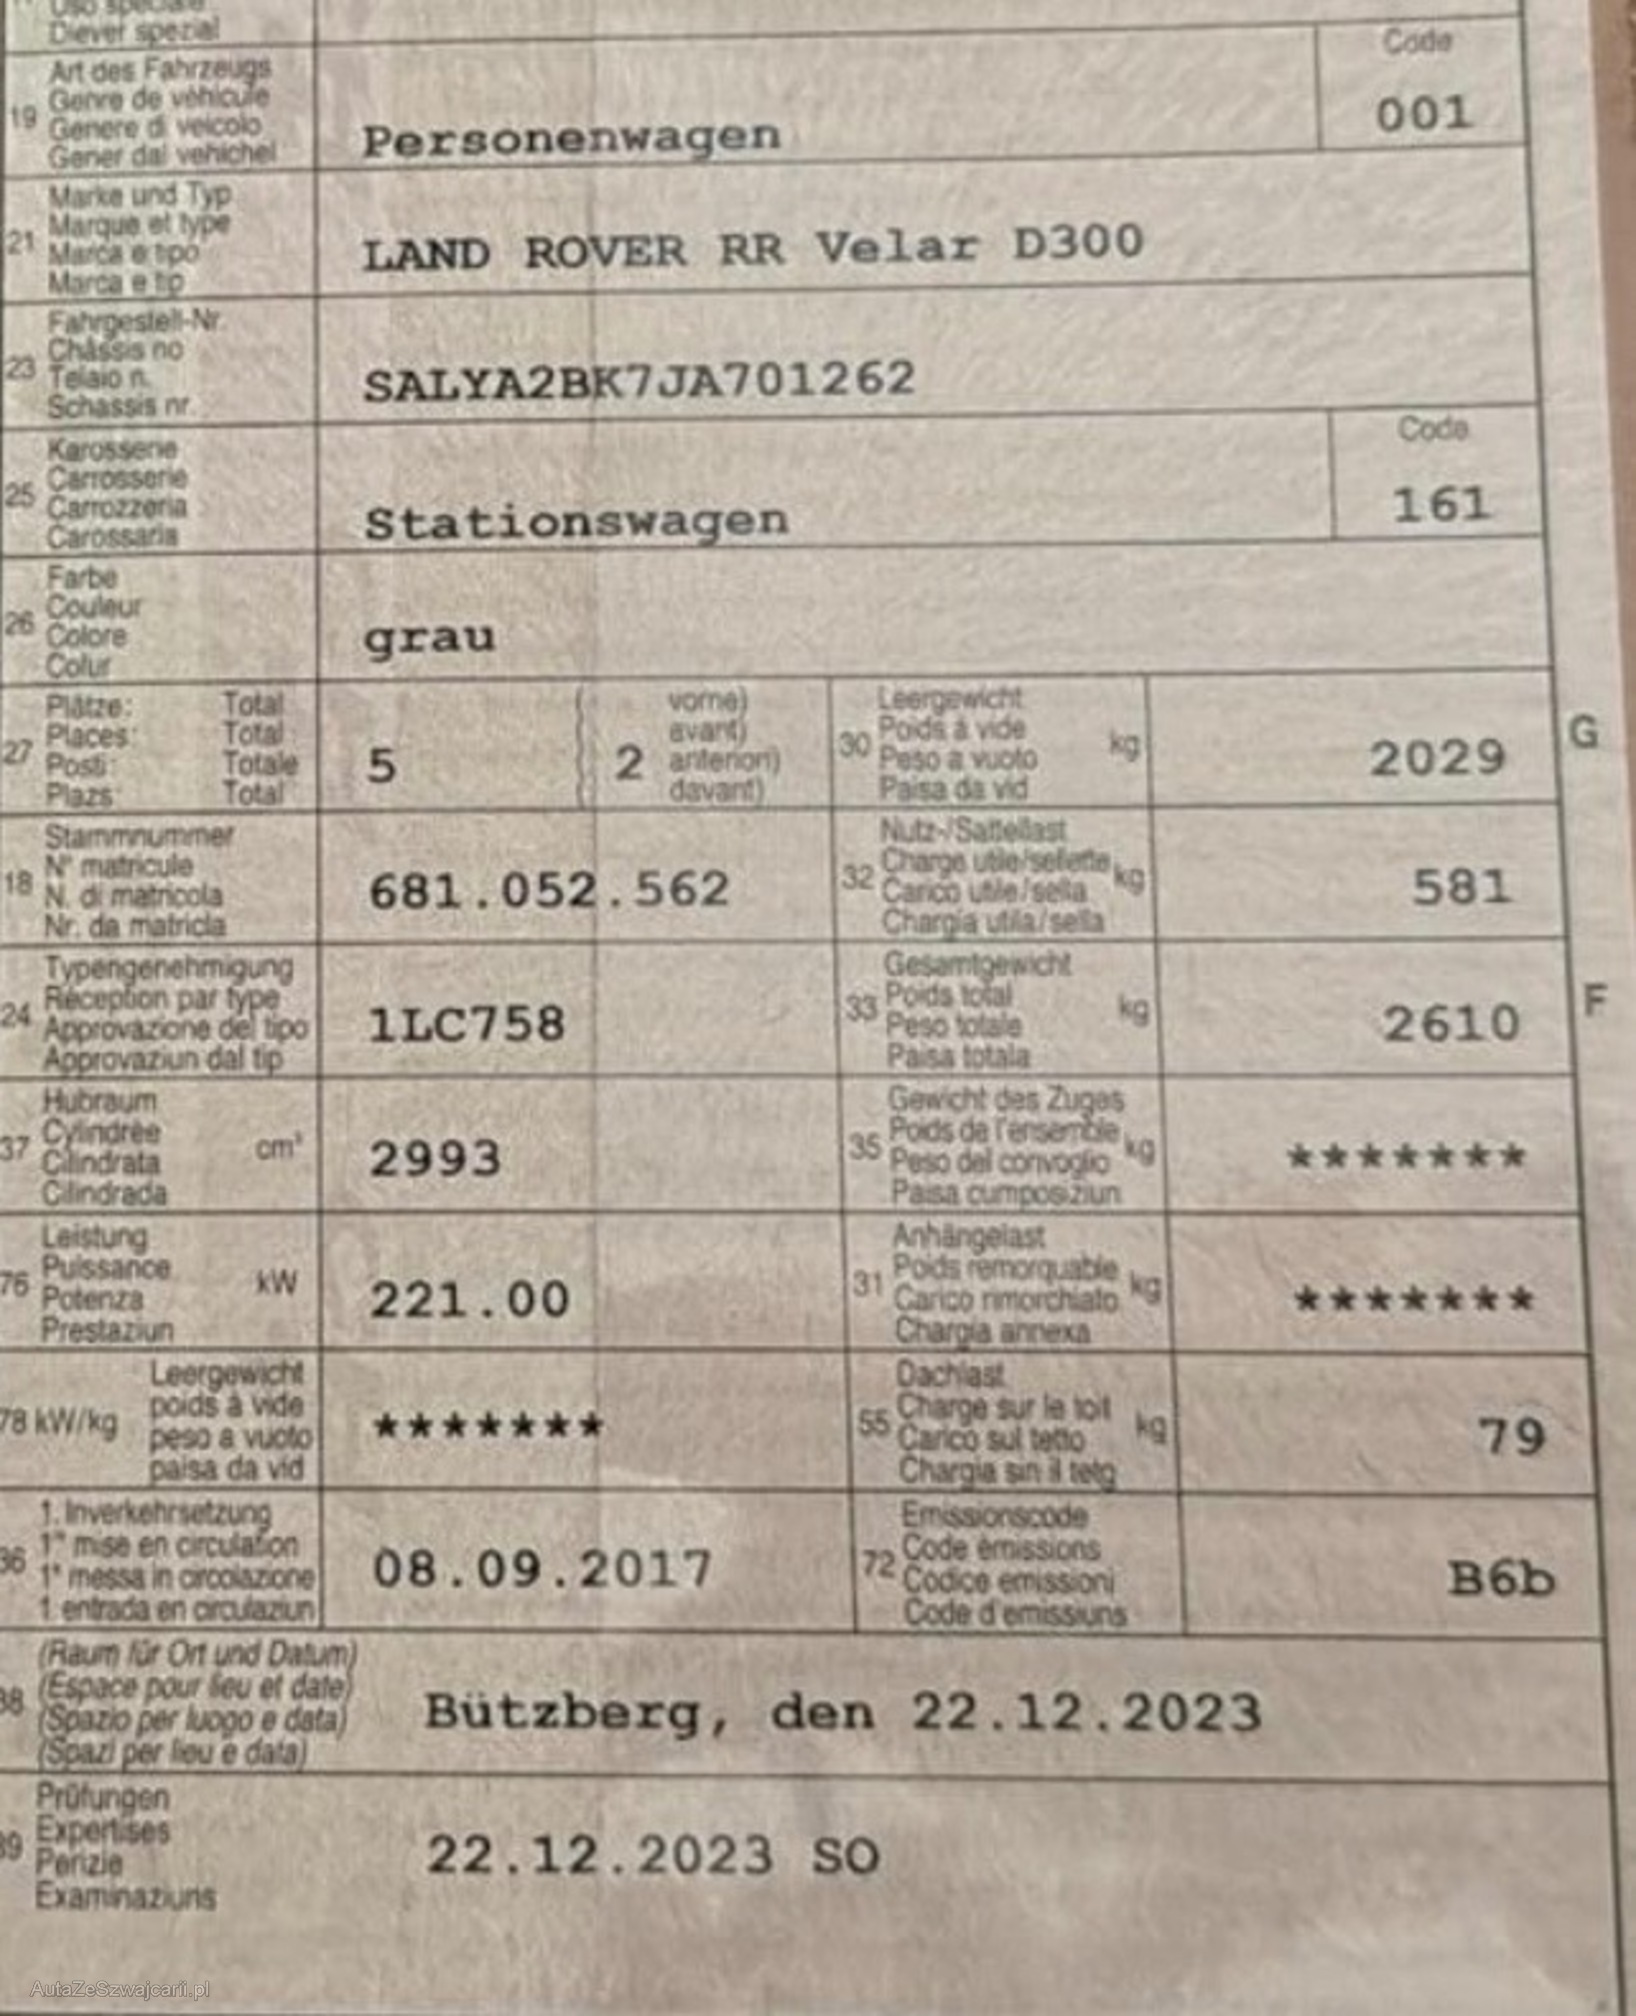 Uso speciale
Diever spezial
Code
19 Art des Fahrzeugs
Genre de véhicule
Genere di veicolo
Gener dal vehichel
Personenwagen
001
21 Marke und Typ
Marque et type
Marca e tipo
Marca e tip
LAND ROVER RR Velar D300
23 Fahrgestell-Nr.
Châssis no
Telaio n.
Schassis nr.
SALYA2BK7JA701262
Code
25 Karosserie
Carrosserie
Carrozzeria
Carossaria
Stationswagen
161
26 Farbe
Couleur
Colore
Colur
grau
27 Plätze: Total
Places: Total
Posti: Totale
Plazs Total
5
( 2 vorne)
( avant)
( anteriori)
( davant)
30 Leergewicht
Poids à vide
Peso a vuoto
Paisa da vid
kg
2029
G
18 Stammnummer
N° matricule
N. di matricola
Nr. da matricla
681.052.562
32 Nutz-/Sattellast
Charge utile/sellette
Carico utile/sella
Chargia utila/sella
kg
581
24 Typengenehmigung
Réception par type
Approvazione del tipo
Approvaziun dal tip
1LC758
33 Gesamtgewicht
Poids total
Peso totale
Paisa totala
kg
2610
F
37 Hubraum
Cylindrée
Cilindrata
Cilindrada
cm³
2993
35 Gewicht des Zuges
Poids de l'ensemble
Peso del convoglio
Paisa cumposiziun
kg
*******
76 Leistung
Puissance
Potenza
Prestaziun
kW
221.00
31 Anhängelast
Poids remorquable
Carico rimorchiato
Chargia annexa
kg
*******
78 kW/kg
Leergewicht
poids à vide
peso a vuoto
paisa da vid
*******
55 Dachlast
Charge sur le toit
Carico sul tetto
Chargia sin il tetg
kg
79
36 1. Inverkehrsetzung
1re mise en circulation
1a messa in circolazione
1. entrada en circulaziun
08.09.2017
72 Emissionscode
Code émissions
Codice emissioni
Code d'emissiuns
B6b
38 (Raum für Ort und Datum)
(Espace pour lieu et date)
(Spazio per luogo e data)
(Spazi per lieu e data)
Bützberg, den 22.12.2023
39 Prüfungen
Expertises
Perizie
Examinaziuns
22.12.2023 SO
AutaZeSzwajcarii.pl